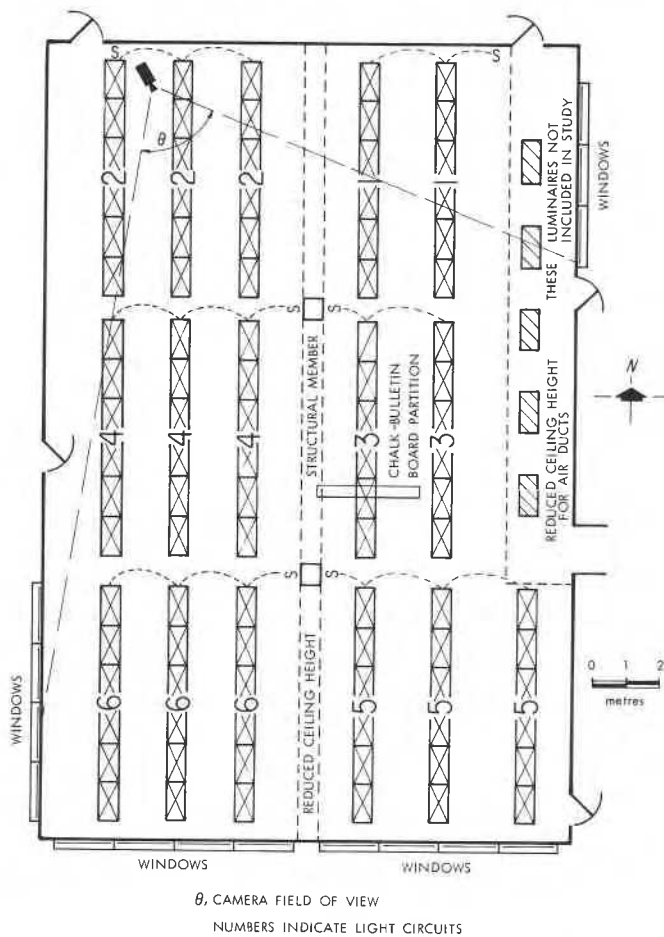 S
S
θ
2 2 2
1 1
THESE LUMINAIRES NOT
INCLUDED IN STUDY
WINDOWS
S
S
N
STRUCTURAL MEMBER
4 4 4
3 3
CHALK-BULLETIN
BOARD PARTITION
REDUCED CEILING HEIGHT
FOR AIR DUCTS
S
S
WINDOWS
6 6 6
REDUCED CEILING HEIGHT
5 5 5
0 1 2
metres
WINDOWS
WINDOWS
θ, CAMERA FIELD OF VIEW
NUMBERS INDICATE LIGHT CIRCUITS